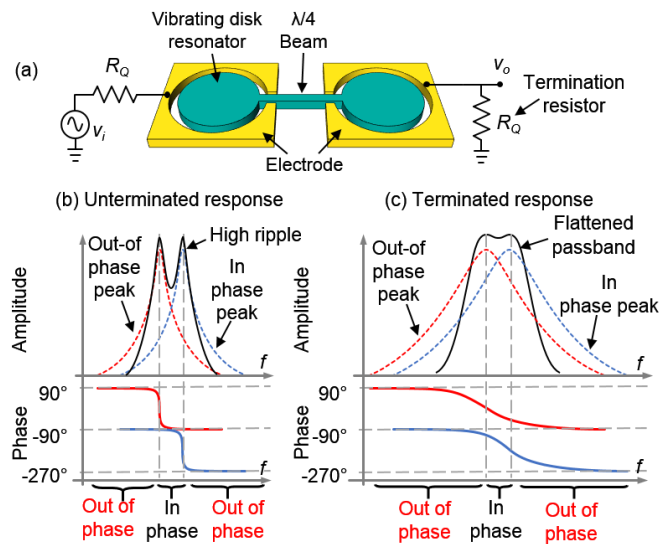 (a)
Vibrating disk
resonator
λ/4
Beam
R_Q
v_i
Electrode
v_o
Termination
resistor
R_Q
(b) Unterminated response
(c) Terminated response
Amplitude
Out-of
phase
peak
High ripple
In
phase
peak
f
Phase
90°
-90°
-270°
f
Out of
phase
In
phase
Out of
phase
Amplitude
Out-of
phase
peak
Flattened
passband
In
phase peak
f
Phase
90°
-90°
-270°
f
Out of
phase
In
phase
Out of
phase